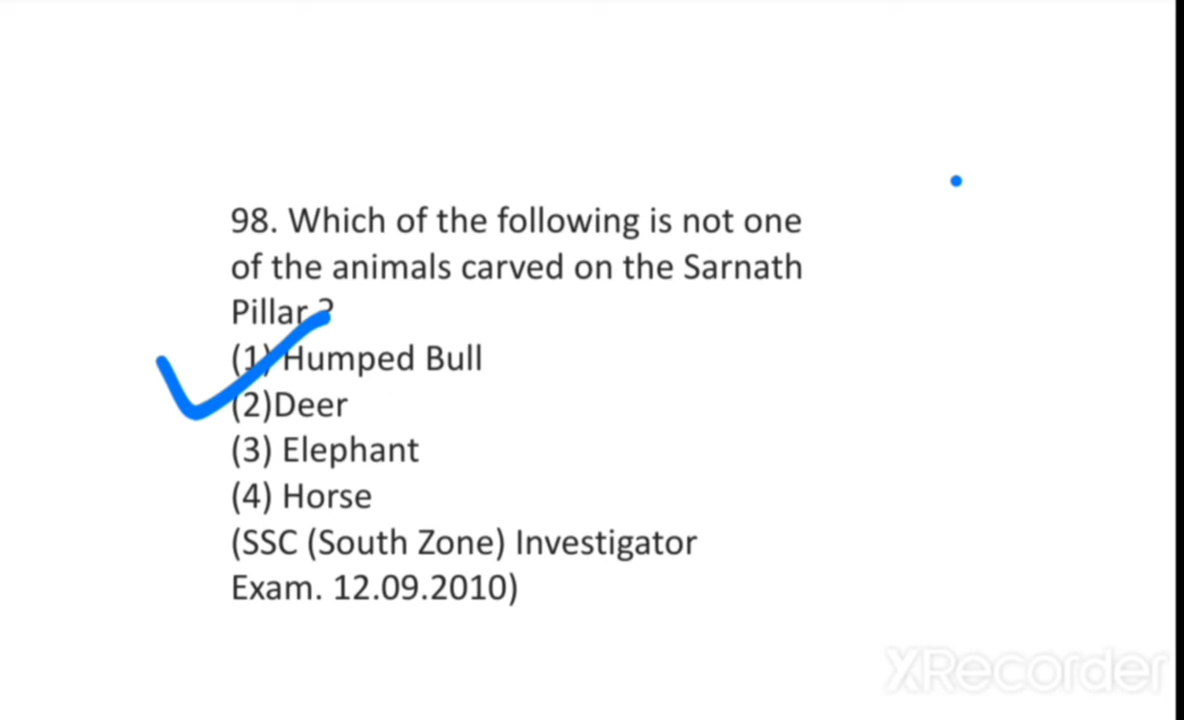 98. Which of the following is not one
of the animals carved on the Sarnath
Pillar ?
(1) Humped Bull
(2)Deer
(3) Elephant
(4) Horse
(SSC (South Zone) Investigator
Exam. 12.09.2010)
XRecorder